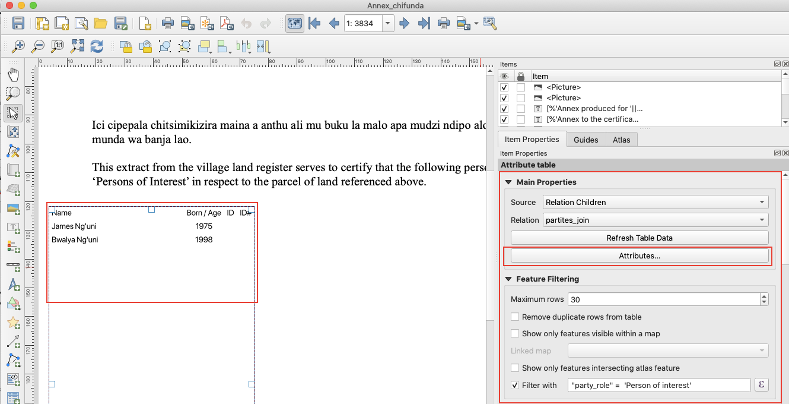 Annex_chifunda
1: 3834
Ici cipepala chitsimikizira maina a anthu ali mu buku la malo apa mudzi ndipo
munda wa banja lao.
This extract from the village land register serves to certify that the following
‘Persons of Interest’ in respect to the parcel of land referenced above.
Name Born / Age ID
James Ng'uni 1975
Bwalya Ng'uni 1998
Items
Item
<Picture>
<Picture>
[%'Annex produced for '||...
[%'Annex to the certifica...
Item Properties Guides Atlas
Item Properties
Attribute table
Main Properties
Source Relation Children
Relation partites_join
Refresh Table Data
Attributes...
Feature Filtering
Maximum rows 30
Remove duplicate rows from table
Show only features visible within a map
Linked map
Show only features intersecting atlas feature
Filter with "party_role" = 'Person of interest'
ε